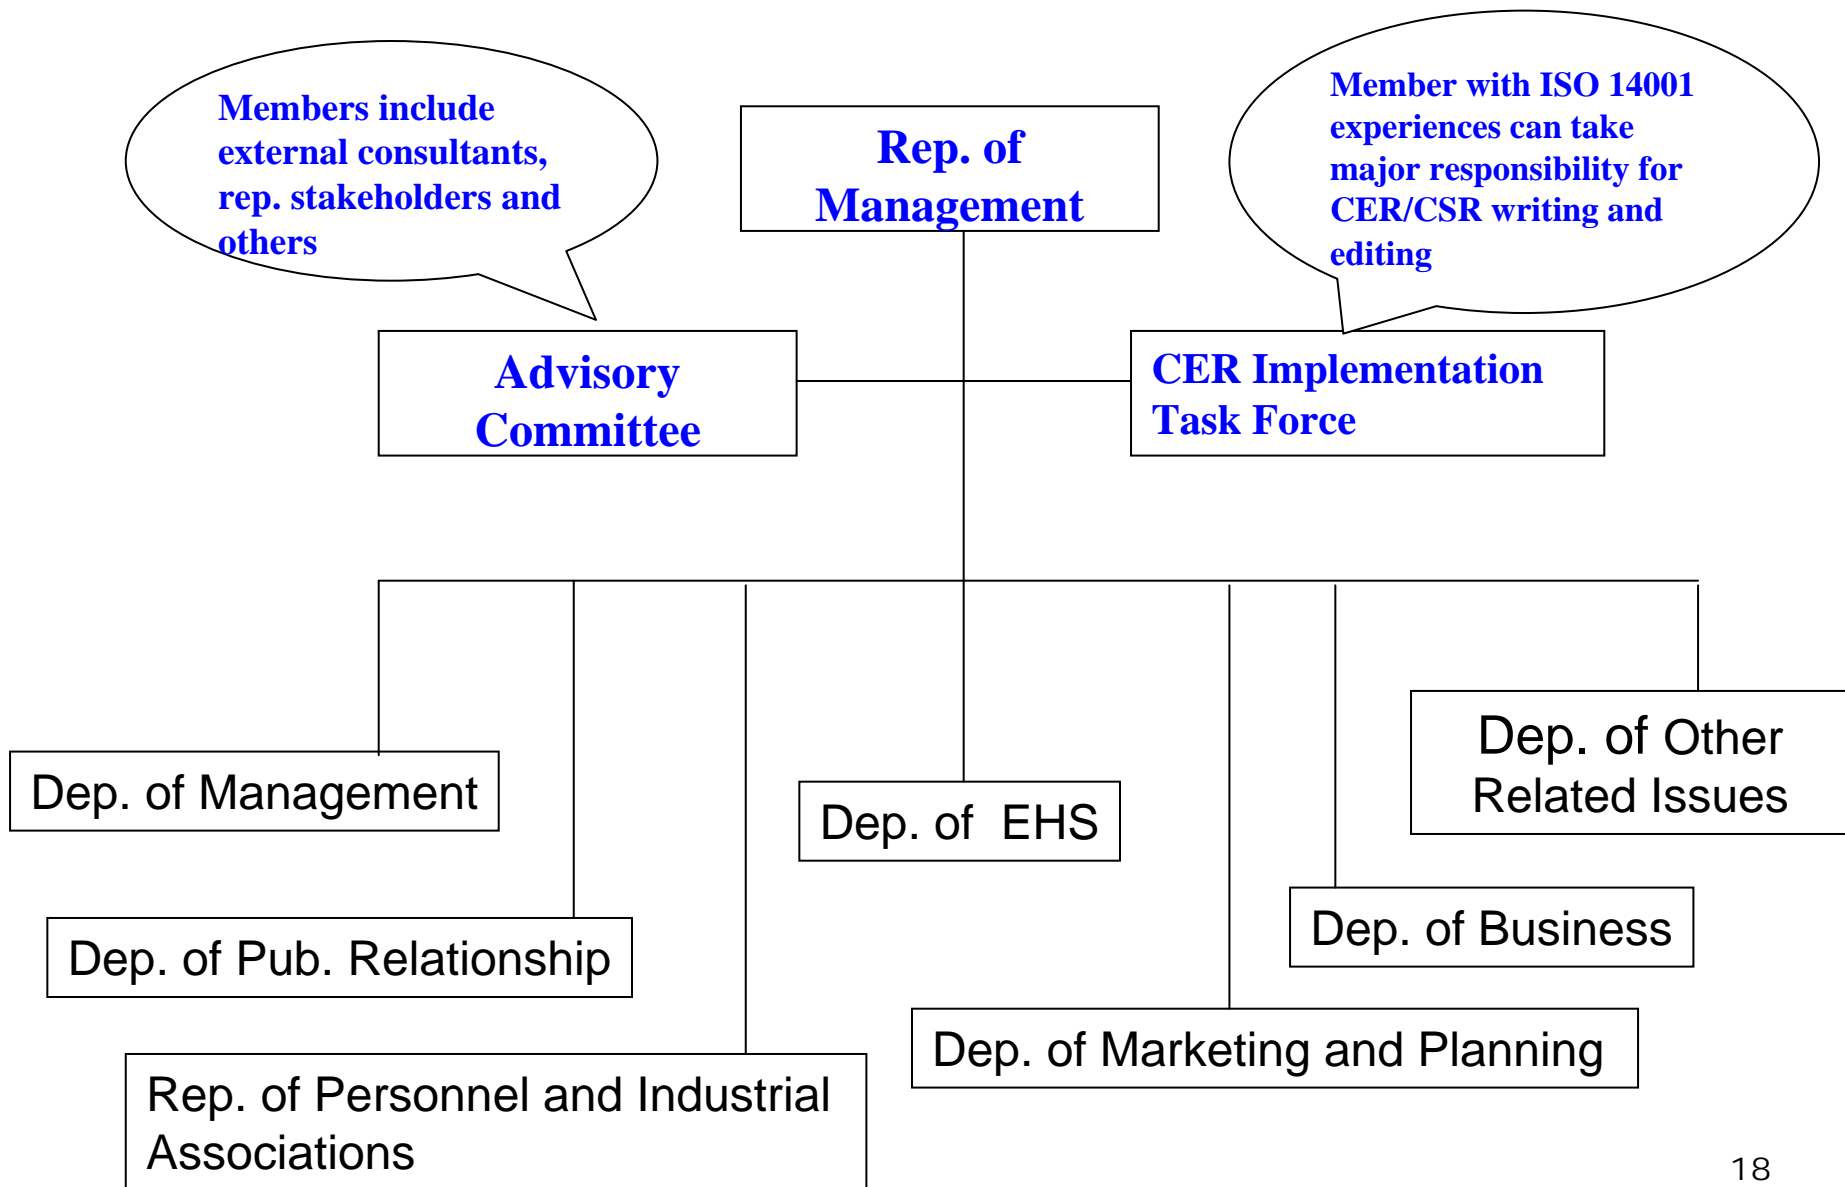 Members include
external consultants,
rep. stakeholders and
others
Rep. of
Management
Member with ISO 14001
experiences can take
major responsibility for
CER/CSR writing and
editing
Advisory
Committee
CER Implementation
Task Force
Dep. of Management
Dep. of  EHS
Dep. of Other
Related Issues
Dep. of Pub. Relationship
Dep. of Business
Rep. of Personnel and Industrial
Associations
Dep. of Marketing and Planning
18